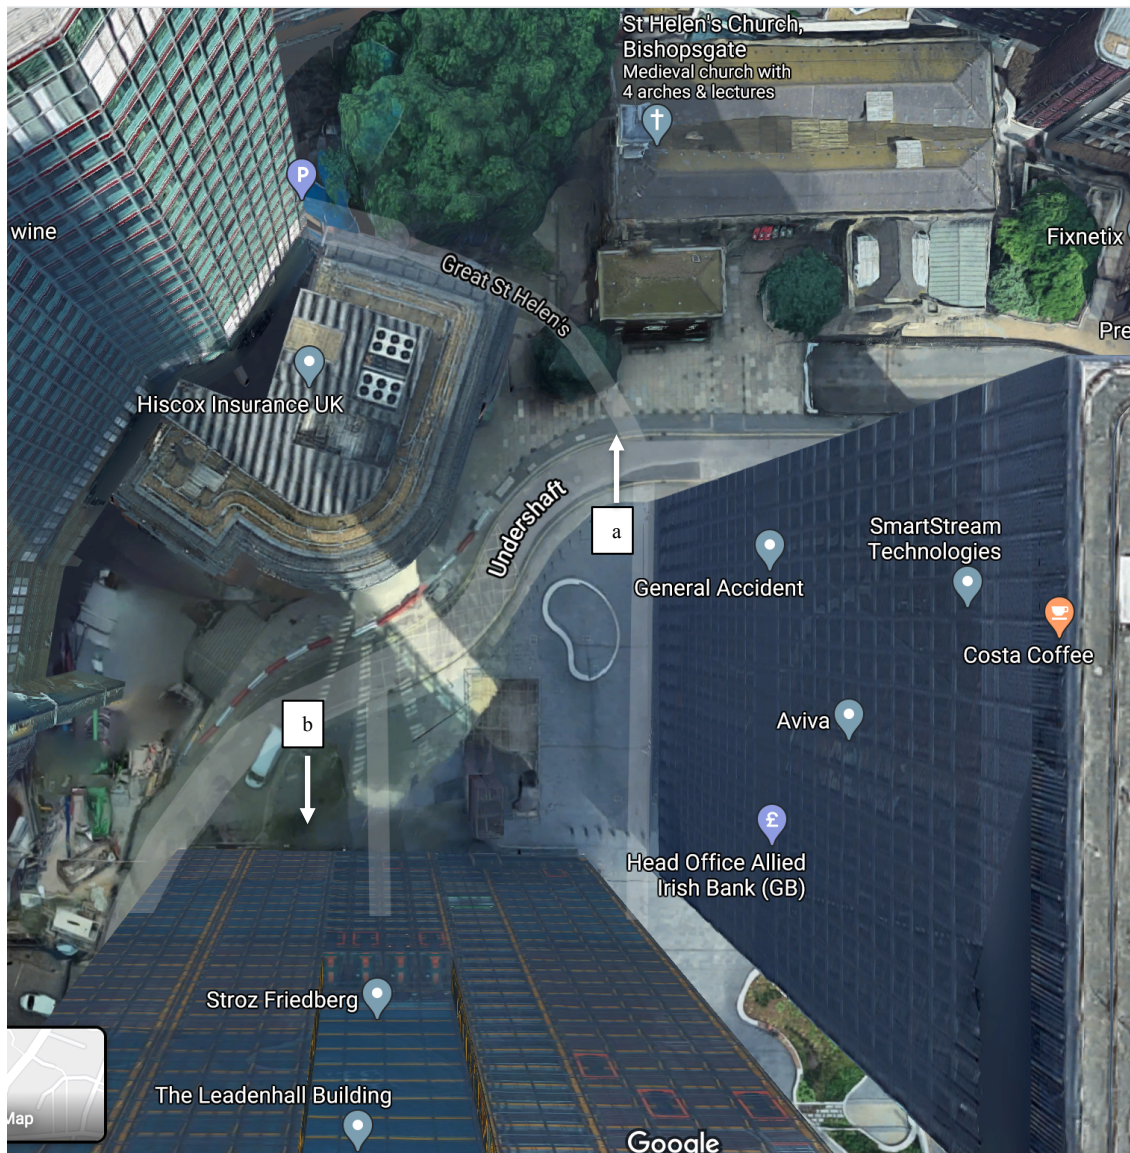 St Helen's Church,
Bishopsgate
Medieval church with
4 arches & lectures
P
wine
Great St Helen's
Fixnetix
Pre
Hiscox Insurance UK
Undershaft
a
SmartStream
Technologies
General Accident
Costa Coffee
b
Aviva
£
Head Office Allied
Irish Bank (GB)
Stroz Friedberg
The Leadenhall Building
Map
Google